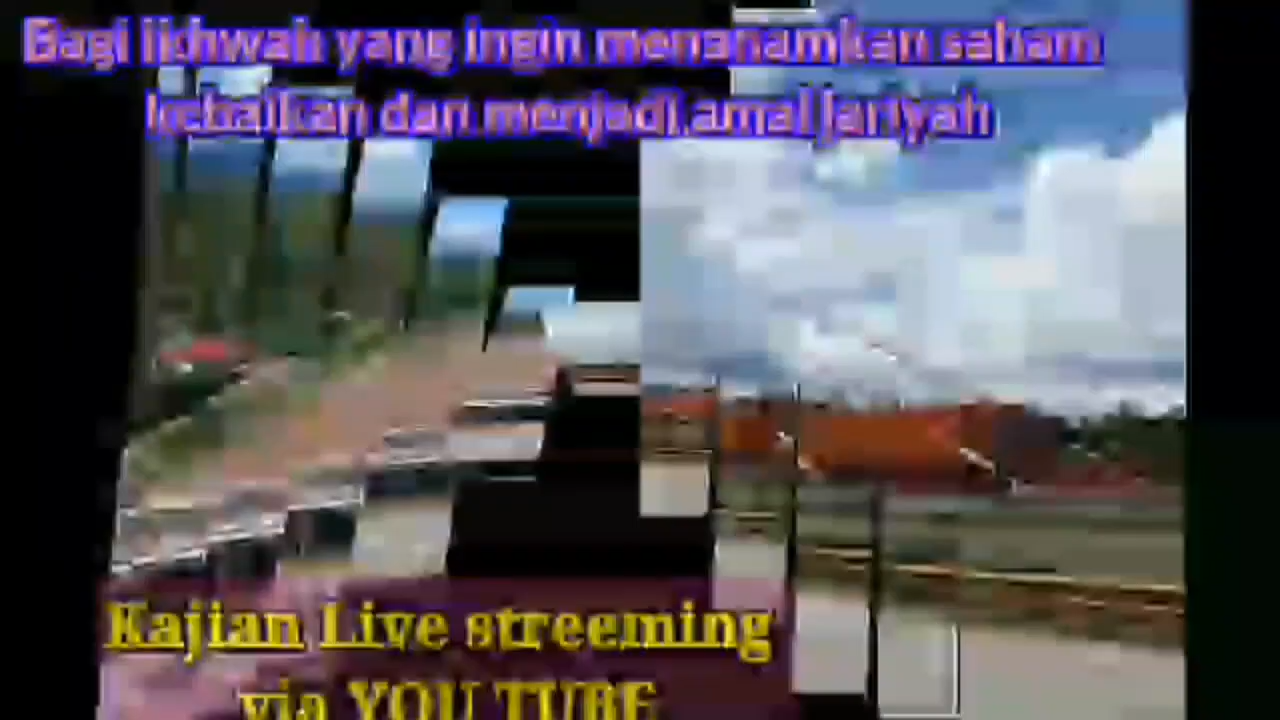 Bagi ikhwah yang ingin menanamkan saham
kebaikan dan menjadi amal jariyah
Kajian Live streeming
via YOU TUBE